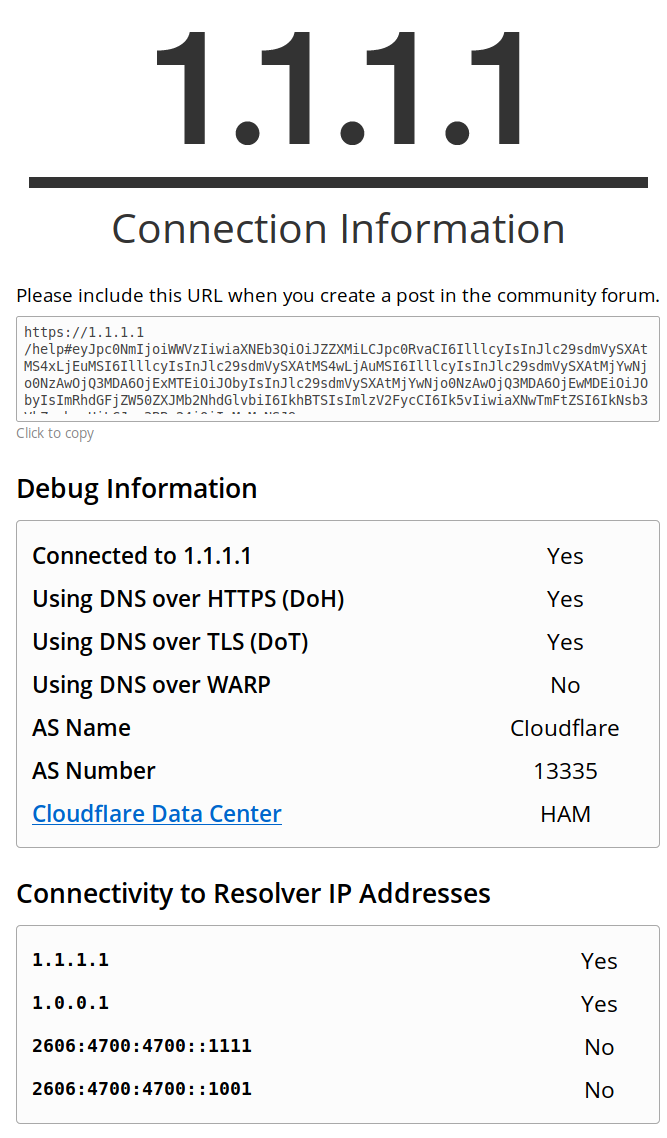 1.1.1.1
Connection Information
Please include this URL when you create a post in the community forum.
https://1.1.1.1
/help#eyJpc0NmIjoiWWVzIiwiaXNEb3QiOiJZZXMiLCJpc0RvaCI6IlllcyIsInJlc29sdmVySXAt
MS4xLjEuMSI6IlllcyIsInJlc29sdmVySXAtMS4wLjAuMSI6IlllcyIsInJlc29sdmVySXAtMjYwNj
o0NzAwOjQ3MDA6OjExMTEiOiJObyIsInJlc29sdmVySXAtMjYwNjo0NzAwOjQ3MDA6OjEwMDEiOiJO
byIsImRhdGFjZW50ZXJMb2NhdGlvbiI6IkhBTSIsImlzV2FycCI6Ik5vIiwiaXNwTmFtZSI6IkNsb3
Click to copy
Debug Information
Connected to 1.1.1.1 Yes
Using DNS over HTTPS (DoH) Yes
Using DNS over TLS (DoT) Yes
Using DNS over WARP No
AS Name Cloudflare
AS Number 13335
Cloudflare Data Center HAM
Connectivity to Resolver IP Addresses
1.1.1.1 Yes
1.0.0.1 Yes
2606:4700:4700::1111 No
2606:4700:4700::1001 No